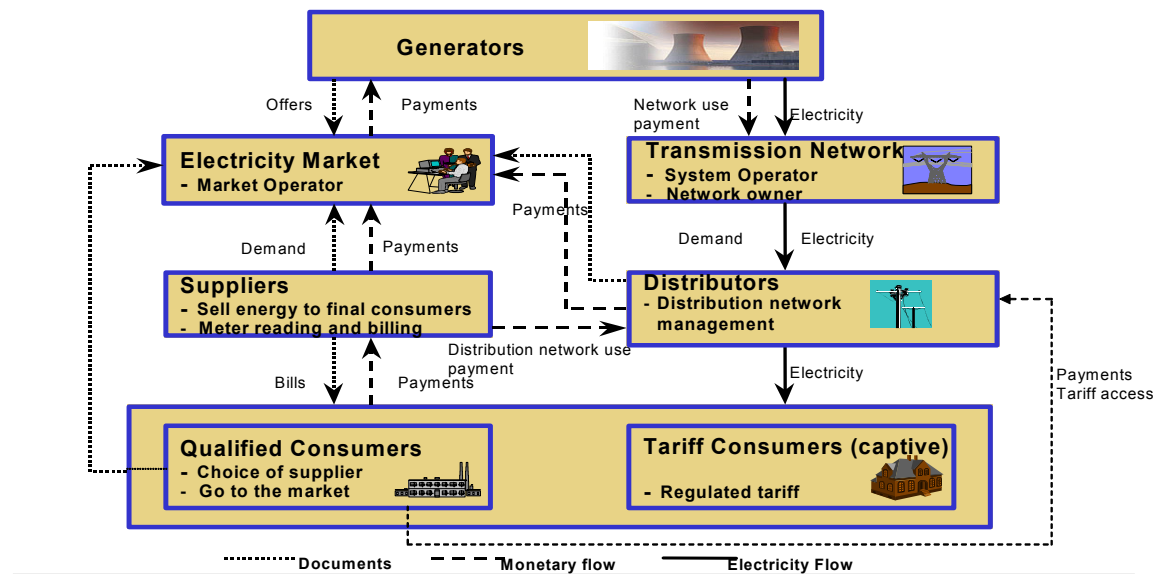 Generators
Offers
Payments
Network use
payment
Electricity
Electricity Market
- Market Operator
Transmission Network
- System Operator
- Network owner
Payments
Demand
Payments
Demand
Electricity
Suppliers
- Sell energy to final consumers
- Meter reading and billing
Distributors
- Distribution network
management
Distribution network use
payment
Bills
Payments
Electricity
Payments
Tariff access
Qualified Consumers
- Choice of supplier
- Go to the market
Tariff Consumers (captive)
- Regulated tariff
Documents
Monetary flow
Electricity Flow